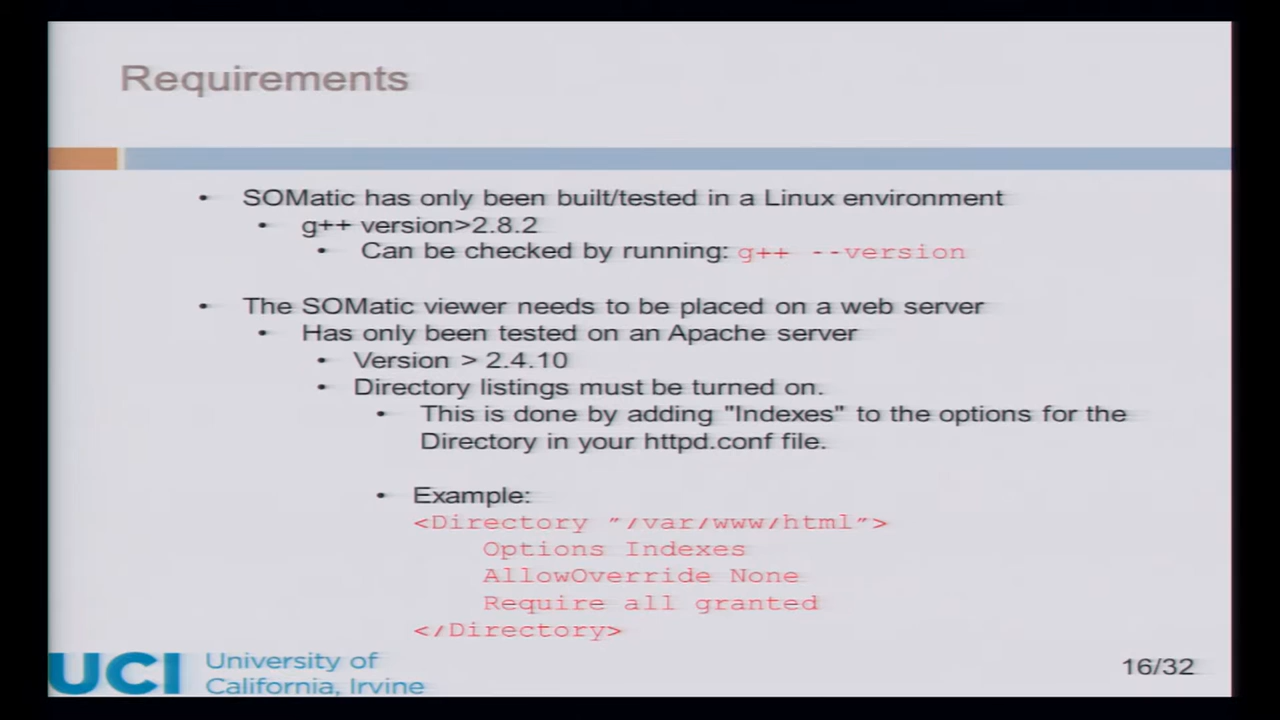 Requirements
• SOMatic has only been built/tested in a Linux environment
• g++ version>2.8.2
• Can be checked by running: g++ --version
• The SOMatic viewer needs to be placed on a web server
• Has only been tested on an Apache server
• Version > 2.4.10
• Directory listings must be turned on.
• This is done by adding "Indexes" to the options for the
Directory in your httpd.conf file.
• Example:
<Directory "/var/www/html">
Options Indexes
AllowOverride None
Require all granted
</Directory>
UCI University of
California, Irvine
16/32